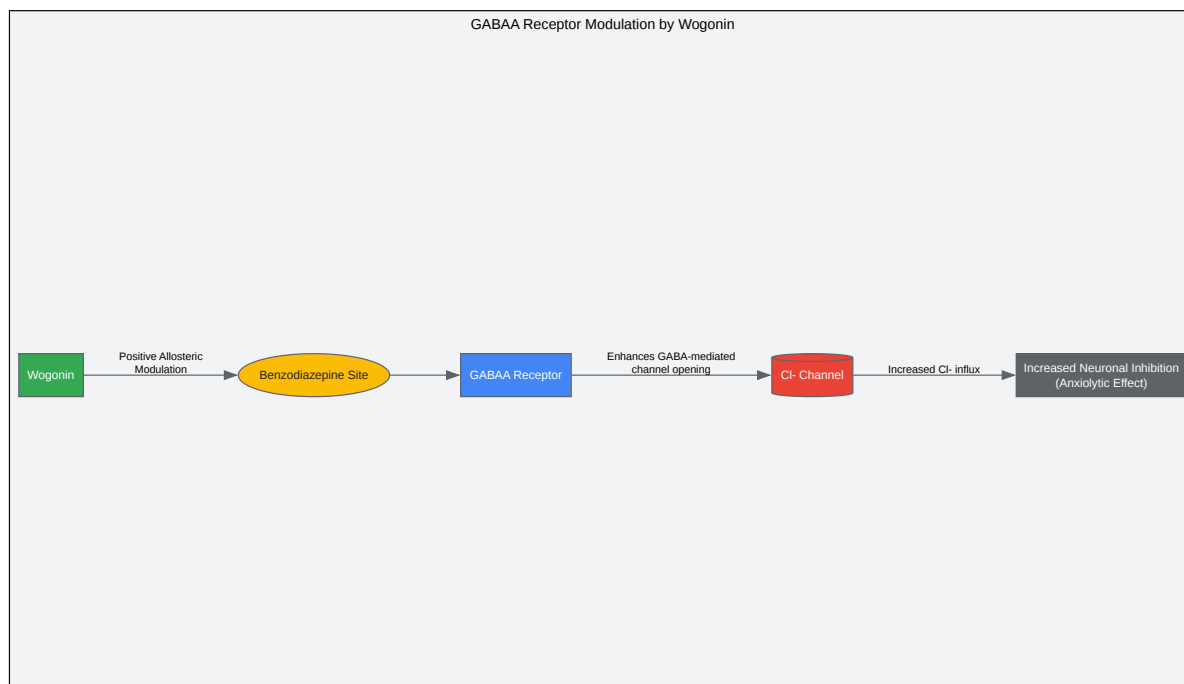 GABAA Receptor Modulation by Wogonin
Wogonin
Positive Allosteric
Modulation
Benzodiazepine Site
GABAA Receptor
Enhances GABA-mediated
channel opening
Cl- Channel
Increased Cl- influx
Increased Neuronal Inhibition
(Anxiolytic Effect)